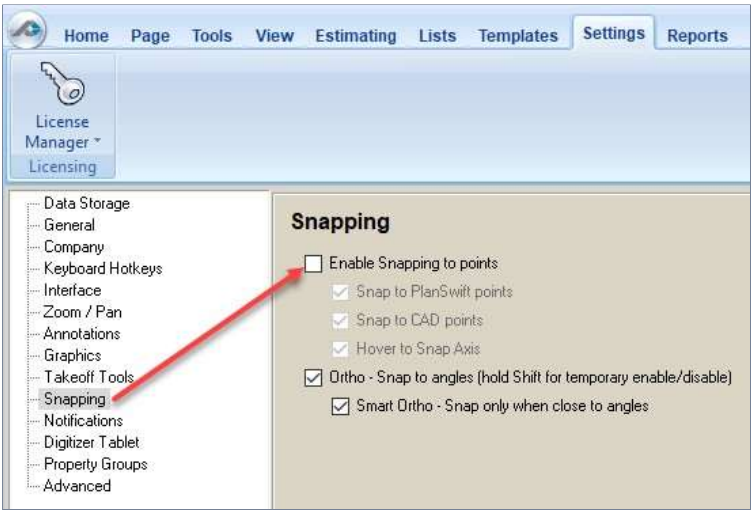 Home Page Tools View Estimating Lists Templates Settings Reports
License
Manager
Licensing
Data Storage
General
Company
Keyboard Hotkeys
Interface
Zoom / Pan
Annotations
Graphics
Takeoff Tools
Snapping
Notifications
Digitizer Tablet
Property Groups
Advanced
Snapping
Enable Snapping to points
Snap to PlanSwift points
Snap to CAD points
Hover to Snap Axis
Ortho - Snap to angles (hold Shift for temporary enable/disable)
Smart Ortho - Snap only when close to angles